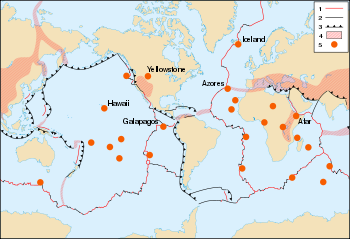 Iceland
1
2
3
4
5
Yellowstone
Azores
Hawaii
Galapagos
Afar